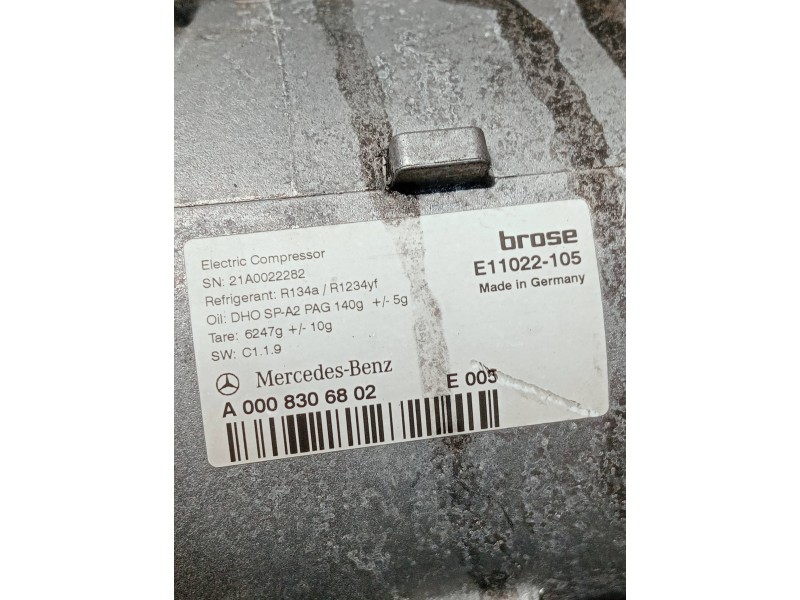 Electric Compressor
SN: 21A0022282
Refrigerant: R134a / R1234yf
Oil: DHO SP-A2 PAG 140g +/- 5g
Tare: 6247g +/- 10g
SW: C1.1.9
brose
E11022-105
Made in Germany
Mercedes-Benz
A 000 830 68 02 E 005